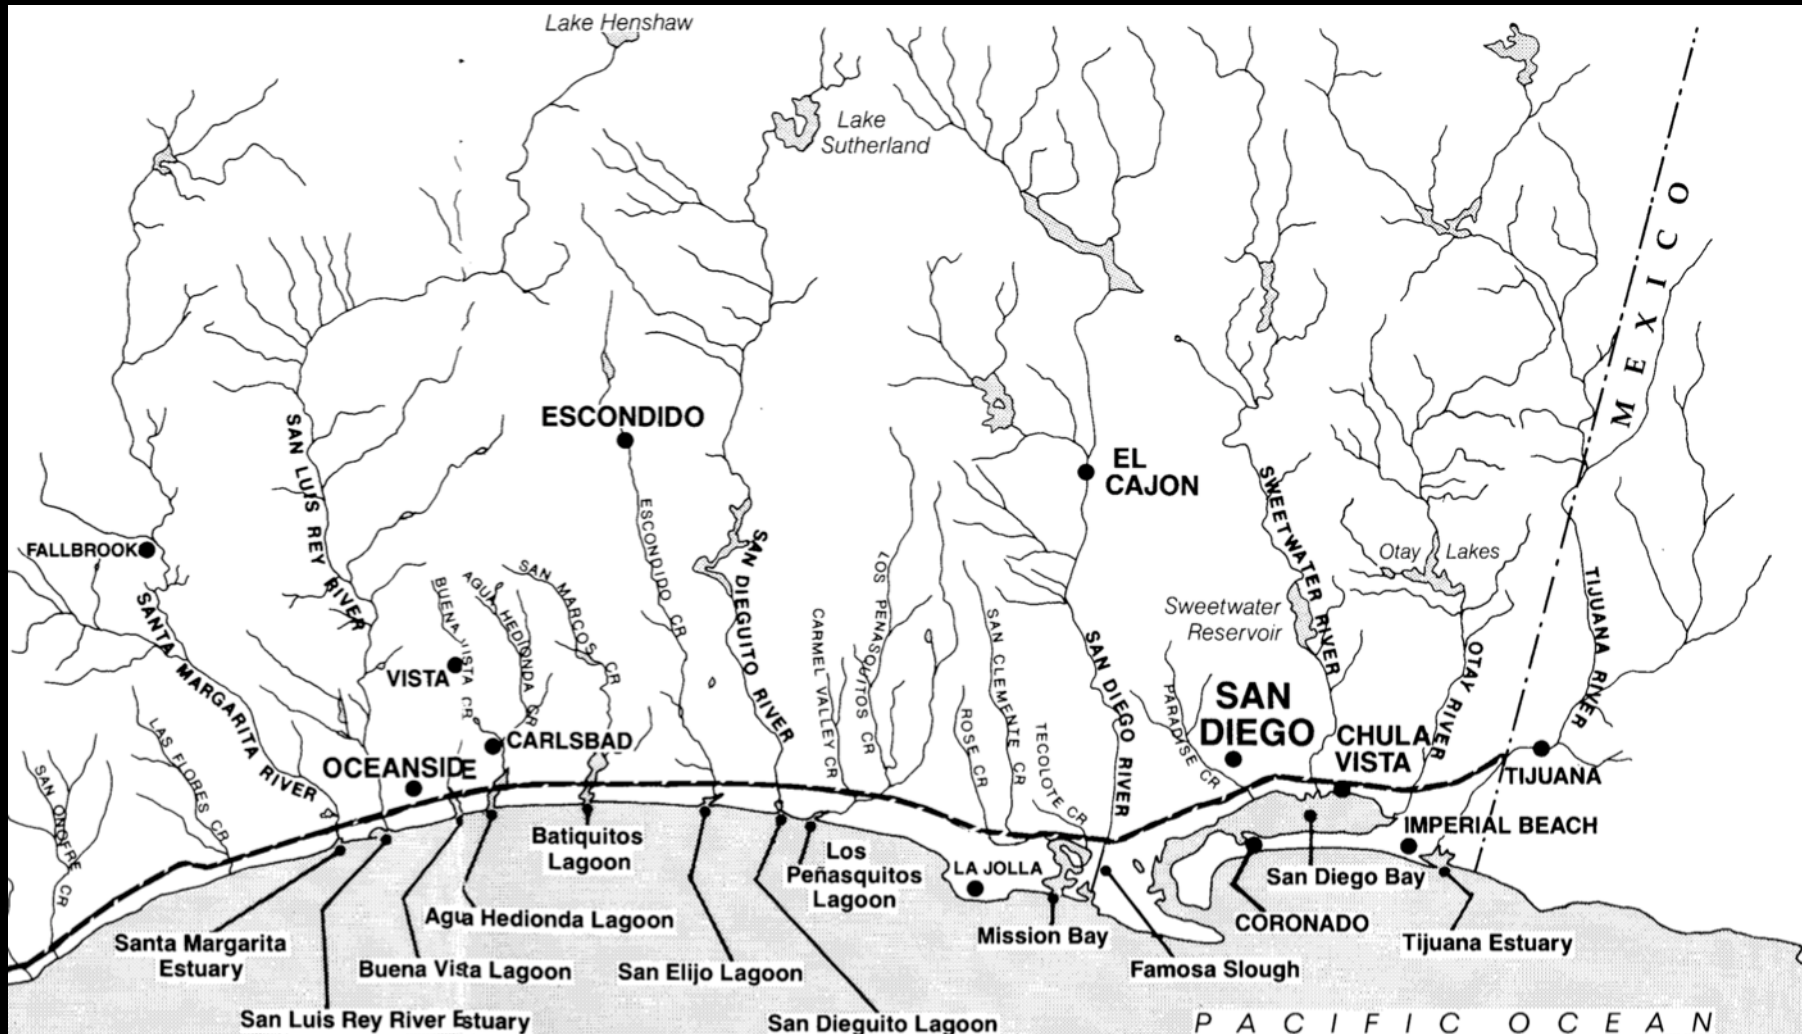 Lake Henshaw
Lake
Sutherland
MEXICO
ESCONDIDO
EL
CAJON
SAN LUIS REY RIVER
SWEETWATER RIVER
ESCONDIDO CR
SAN DIEGUITO RIVER
FALLBROOK
Otay Lakes
LOS PENASQUITOS CR
SAN MARCOS CR
AGUA HEDIONDA CR
BUENA VISTA CR
TIJUANA RIVER
SANTA MARGARITA RIVER
Sweetwater
Reservoir
CARMEL VALLEY CR
SAN CLEMENTE CR
SAN DIEGO RIVER
OTAY RIVER
VISTA
PARADISE CR
SAN
DIEGO
ROSE CR
TECOLOTE CR
LAS FLORES CR
CHULA
VISTA
CARLSBAD
OCEANSIDE
SAN ONOFRE CR
TIJUANA
IMPERIAL BEACH
Batiquitos
Lagoon
Los
Peñasquitos
Lagoon
LA JOLLA
San Diego Bay
Agua Hedionda Lagoon
CORONADO
Mission Bay
Tijuana Estuary
Santa Margarita
Estuary
Buena Vista Lagoon
San Elijo Lagoon
Famosa Slough
San Luis Rey River Estuary
San Dieguito Lagoon
PACIFIC OCEAN